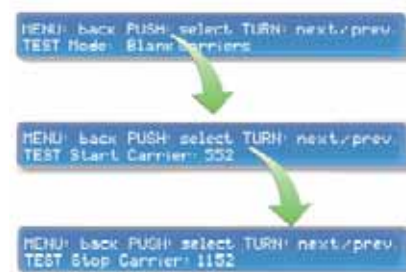 MENU: back PUSH: select TURN: next/prev.
TEST Mode: Blank Carriers
MENU: back PUSH: select TURN: next/prev.
TEST Start Carrier: 552
MENU: back PUSH: select TURN: next/prev.
TEST Stop Carrier: 1152